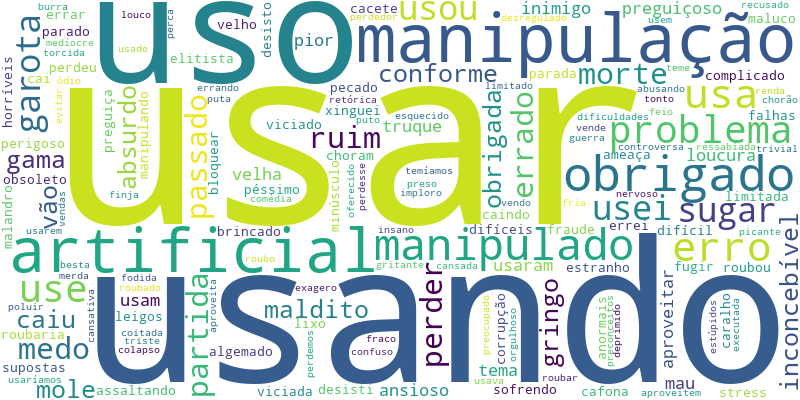 usar
usando
uso
manipulação
artificial
obrigado
problema
manipulado
usou
usa
usei
use
sugar
erro
errado
morte
passado
absurdo
garota
conforme
ruim
gama
vão
caiu
medo
mole
maldito
perder
partida
gringo
obrigada
inconcebível
truque
velha
preguiçoso
inimigo
loucura
pior
cacete
velho
desisto
elitista
errar
parado
perdeu
cai
burra
louco
perca
medíocre
torcida
usado
ódio
evitar
horríveis
perigoso
obsoleto
malandro
preguiça
manipulando
errando
puta
bloquear
finja
vendas
usarem
perdedor
desregulado
usem
recusado
maluco
pecado
retórica
xinguei
puto
viciado
choram
esquecido
limitado
parada
teme
complicado
abusando
tonto
renda
chorão
dificuldades
feio
falhas
vende
guerra
controversa
trivial
ameaça
ressabiada
limitada
nervoso
fria
difícil
picante
temíamos
preso
imploro
minúsculo
oferecido
perdesse
péssimo
comédia
caindo
vendo
difíceis
errei
fraude
brincado
insano
roubo
usaram
estranho
fugir
roubou
gritante
cansada
besta
merda
fodida
roubado
usam
poluir
cansativa
leigos
coitada
triste
colapso
roubaria
supostas
usaríamos
assaltando
aproveita
exagero
algemado
lixo
perdemos
fraco
confuso
viciada
desisti
ansioso
preocupado
orgulhoso
corrupção
tema
usava
roubar
sofrendo
anormais
preconceitos
deprimido
cafona
aproveitar
mau
aproveitem
estúpidos
caralho
executada
stress